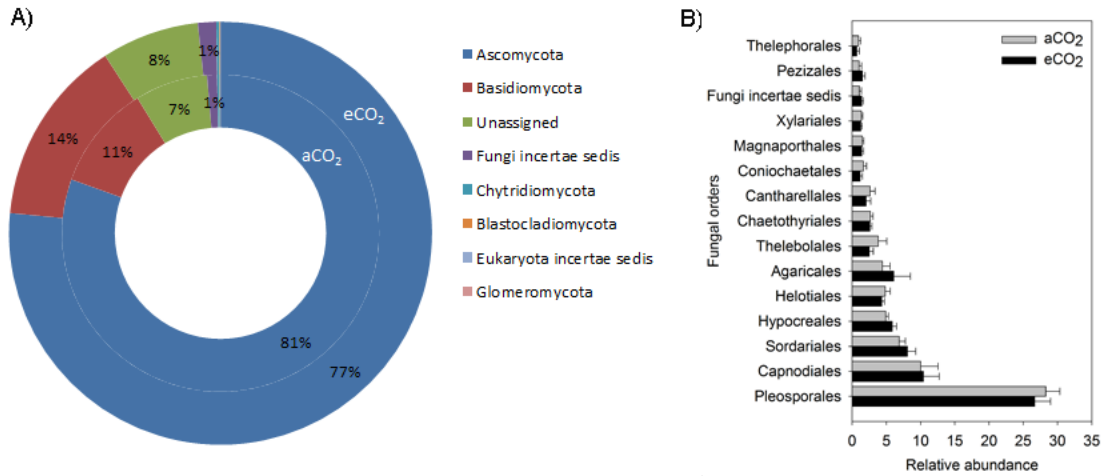 A)
8%
1%
7%
1%
14%
11%
eCO₂
aCO₂
81%
77%
Ascomycota
Basidiomycota
Unassigned
Fungi incertae sedis
Chytridiomycota
Blastocladiomycota
Eukaryota incertae sedis
Glomeromycota
B)
aCO₂
eCO₂
Fungal orders
Thelephorales
Pezizales
Fungi incertae sedis
Xylariales
Magnaporthales
Coniochaetales
Cantharellales
Chaetothyriales
Thelebolales
Agaricales
Helotiales
Hypocreales
Sordariales
Capnodiales
Pleosporales
0 5 10 15 20 25 30 35
Relative abundance